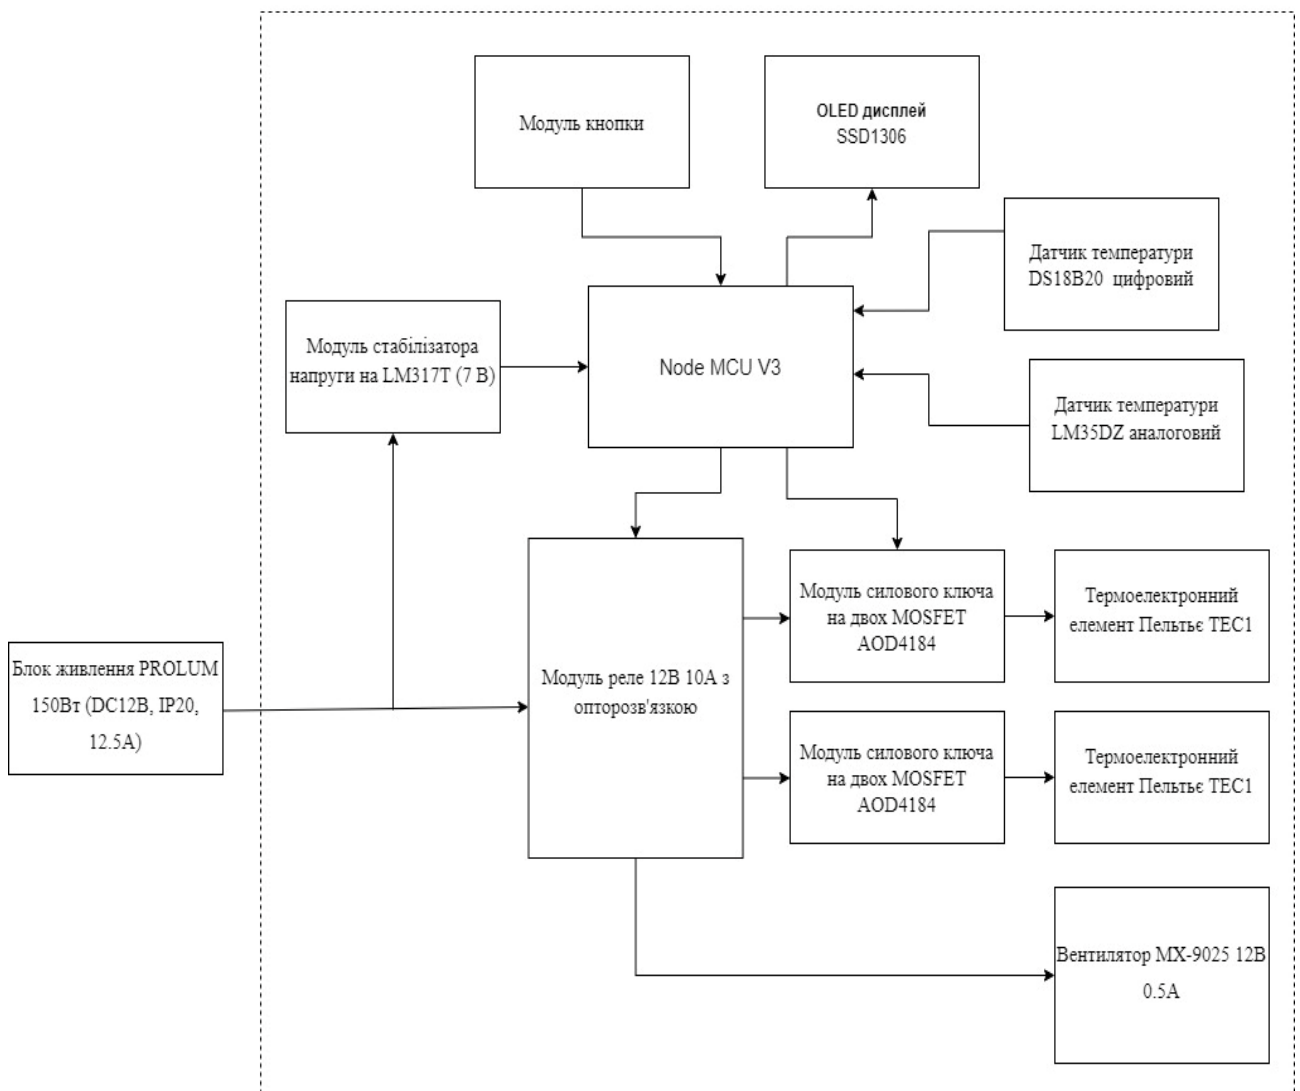 Модуль кнопки
OLED дисплей
SSD1306
Датчик температури
DS18B20 цифровий
Модуль стабілізатора
напруги на LM317T (7 В)
Node MCU V3
Датчик температури
LM35DZ аналоговий
Модуль силового ключа
на двох MOSFET
AOD4184
Термоелектронний
елемент Пельтьє TEC1
Блок живлення PROLUM
150Вт (DC12В, IP20,
12.5А)
Модуль реле 12В 10А з
опторозв'язкою
Модуль силового ключа
на двох MOSFET
AOD4184
Термоелектронний
елемент Пельтьє TEC1
Вентилятор MX-9025 12В
0.5А